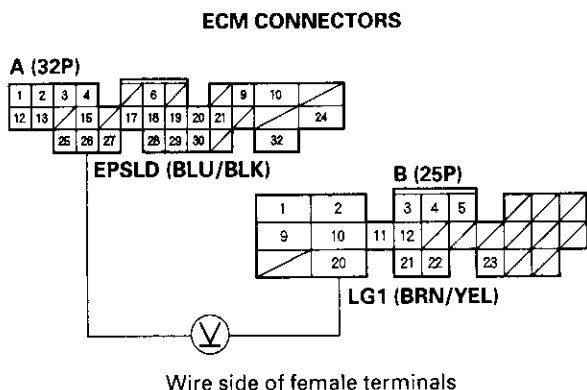 ECM CONNECTORS
A (32P)
1 2 3 4 6 9 10
12 13 15 17 18 19 20 21 24
25 26 27 28 29 30 32
EPSLD (BLU/BLK)
B (25P)
1 2 3 4 5
9 10 11 12
20 21 22 23
LG1 (BRN/YEL)
V
Wire side of female terminals